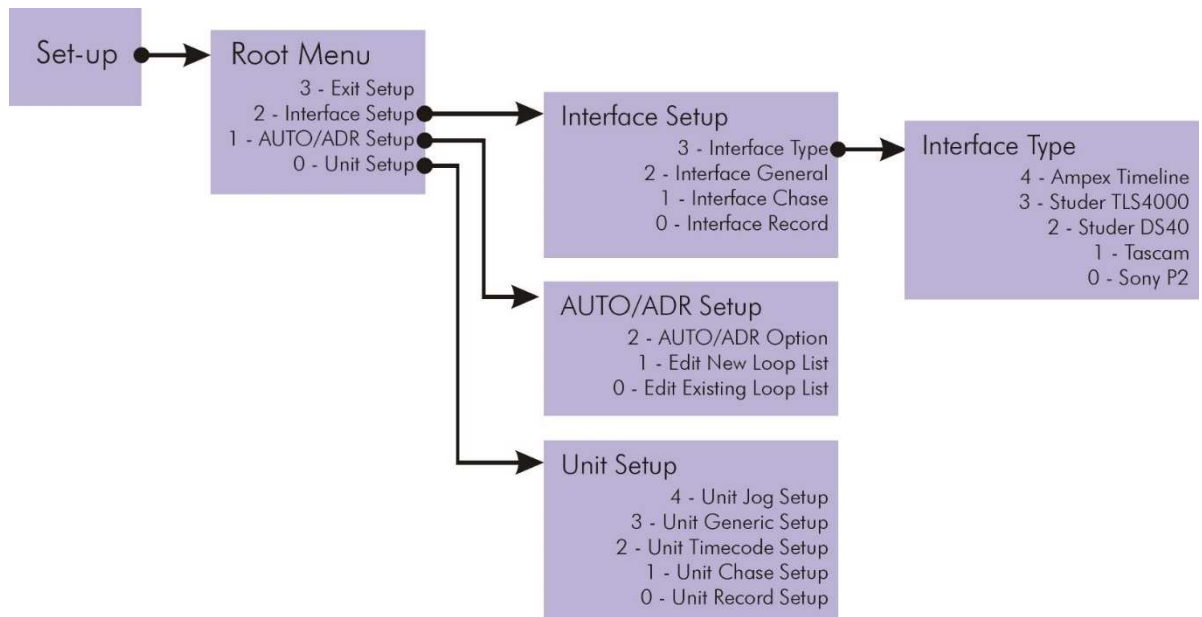 Set-up
Root Menu
3 - Exit Setup
2 - Interface Setup
1 - AUTO/ADR Setup
0 - Unit Setup
Interface Setup
3 - Interface Type
2 - Interface General
1 - Interface Chase
0 - Interface Record
Interface Type
4 - Ampex Timeline
3 - Studer TLS4000
2 - Studer DS40
1 - Tascam
0 - Sony P2
AUTO/ADR Setup
2 - AUTO/ADR Option
1 - Edit New Loop List
0 - Edit Existing Loop List
Unit Setup
4 - Unit Jog Setup
3 - Unit Generic Setup
2 - Unit Timecode Setup
1 - Unit Chase Setup
0 - Unit Record Setup